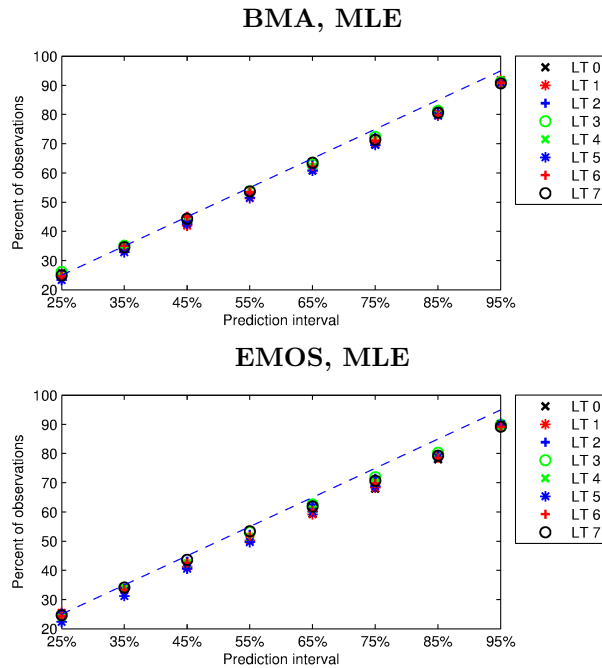 BMA, MLE
100
90
80
70
60
50
40
30
20
Percent of observations
25% 35% 45% 55% 65% 75% 85% 95%
Prediction interval
LT 0
LT 1
LT 2
LT 3
LT 4
LT 5
LT 6
LT 7
EMOS, MLE
100
90
80
70
60
50
40
30
20
Percent of observations
25% 35% 45% 55% 65% 75% 85% 95%
Prediction interval
LT 0
LT 1
LT 2
LT 3
LT 4
LT 5
LT 6
LT 7